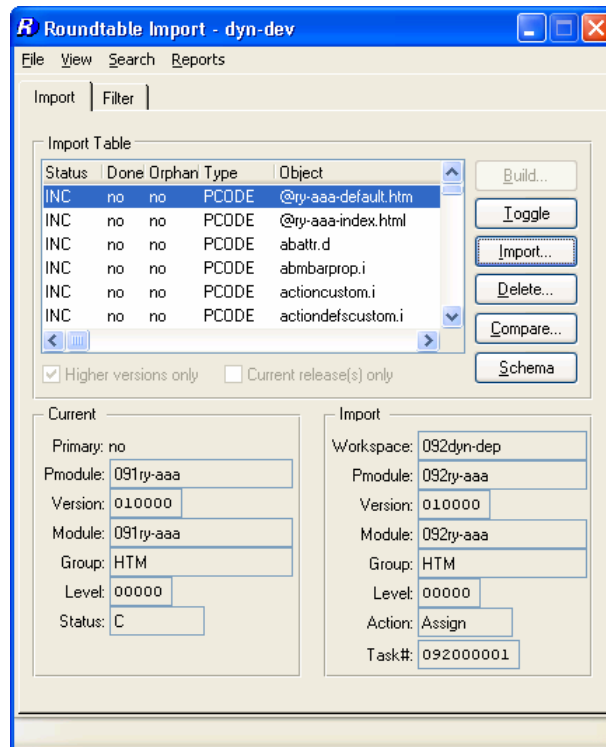 Roundtable Import - dyn-dev
File View Search Reports
Import Filter
Import Table
Status Done Orphan Type Object
INC no no PCODE @ry-aaa-default.htm
INC no no PCODE @ry-aaa-index.html
INC no no PCODE abattr.d
INC no no PCODE abmbarprop.i
INC no no PCODE actioncustom.i
INC no no PCODE actiondefscustom.i
Build...
Toggle
Import...
Delete...
Compare...
Schema
Higher versions only Current release(s) only
Current
Primary: no
Pmodule: 091ry-aaa
Version: 010000
Module: 091ry-aaa
Group: HTM
Level: 00000
Status: C
Import
Workspace: 092dyn-dep
Pmodule: 092ry-aaa
Version: 010000
Module: 092ry-aaa
Group: HTM
Level: 00000
Action: Assign
Task#: 092000001